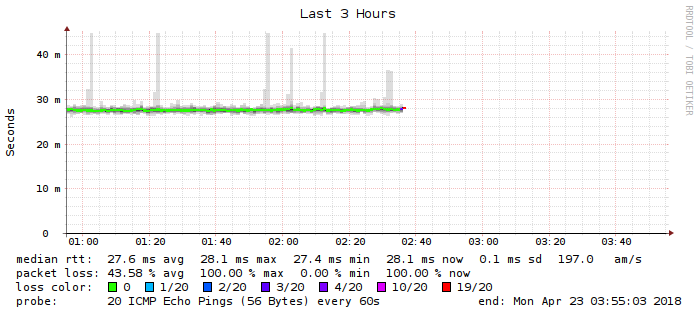 Last 3 Hours
RRDTOOL / TOBI OETIKER
Seconds
40 m
30 m
20 m
10 m
0
01:00 01:20 01:40 02:00 02:20 02:40 03:00 03:20 03:40
median rtt: 27.6 ms avg 28.1 ms max 27.4 ms min 28.1 ms now 0.1 ms sd 197.0 am/s
packet loss: 43.58 % avg 100.00 % max 0.00 % min 100.00 % now
loss color: 0 1/20 2/20 3/20 4/20 10/20 19/20
probe: 20 ICMP Echo Pings (56 Bytes) every 60s end: Mon Apr 23 03:55:03 2018